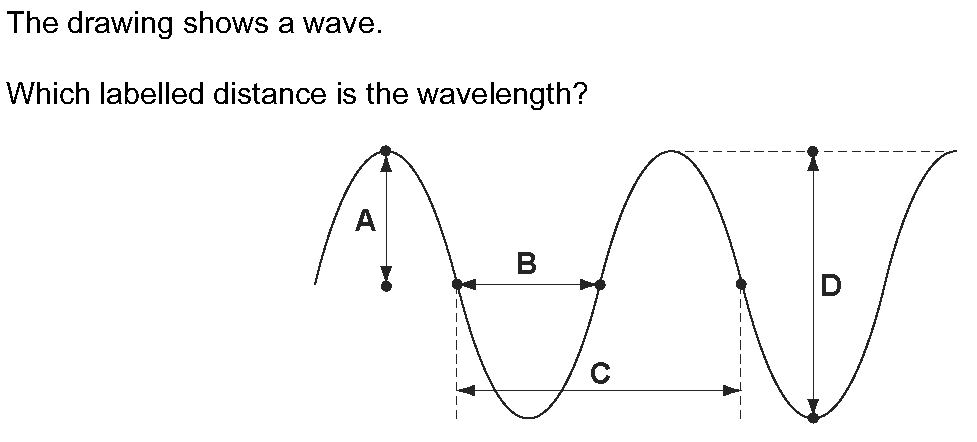 The drawing shows a wave.
Which labelled distance is the wavelength?
A
B
D
C